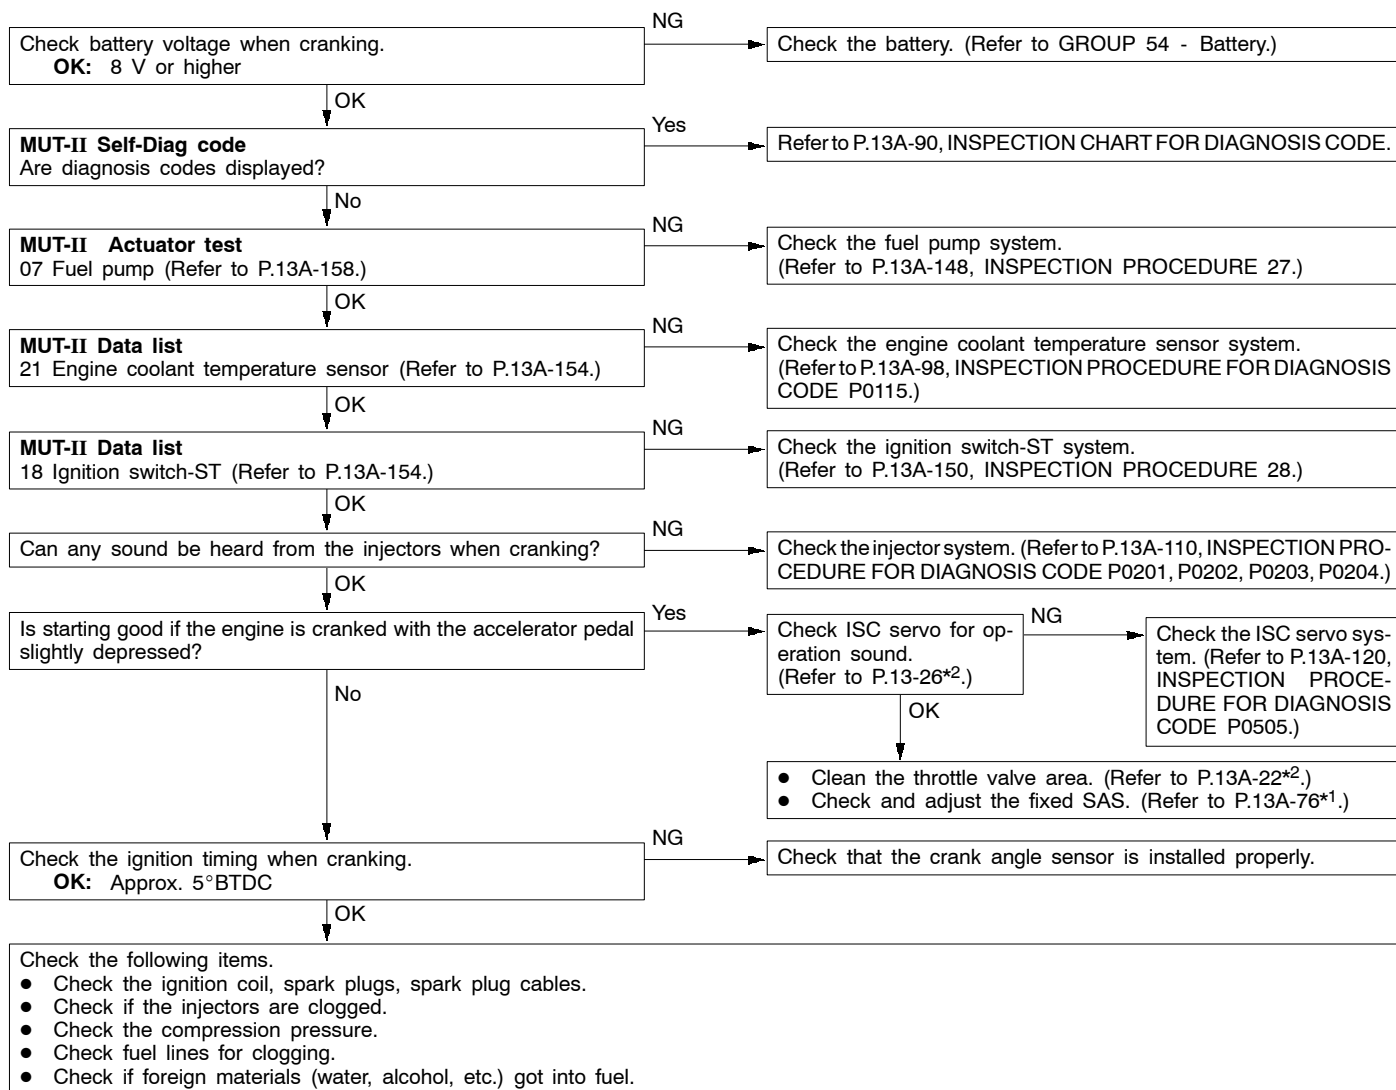 NG
Check battery voltage when cranking.
OK: 8 V or higher
Check the battery. (Refer to GROUP 54 - Battery.)
OK
MUT-II Self-Diag code
Are diagnosis codes displayed?
Yes
Refer to P.13A-90, INSPECTION CHART FOR DIAGNOSIS CODE.
No
MUT-II Actuator test
07 Fuel pump (Refer to P.13A-158.)
NG
Check the fuel pump system.
(Refer to P.13A-148, INSPECTION PROCEDURE 27.)
OK
MUT-II Data list
21 Engine coolant temperature sensor (Refer to P.13A-154.)
NG
Check the engine coolant temperature sensor system.
(Refer to P.13A-98, INSPECTION PROCEDURE FOR DIAGNOSIS
CODE P0115.)
OK
MUT-II Data list
18 Ignition switch-ST (Refer to P.13A-154.)
NG
Check the ignition switch-ST system.
(Refer to P.13A-150, INSPECTION PROCEDURE 28.)
OK
Can any sound be heard from the injectors when cranking?
NG
Check the injector system. (Refer to P.13A-110, INSPECTION PRO-
CEDURE FOR DIAGNOSIS CODE P0201, P0202, P0203, P0204.)
OK
Is starting good if the engine is cranked with the accelerator pedal
slightly depressed?
Yes
Check ISC servo for op-
eration sound.
(Refer to P.13-26*2.)
NG
Check the ISC servo sys-
tem. (Refer to P.13A-120,
INSPECTION PROCE-
DURE FOR DIAGNOSIS
CODE P0505.)
OK
● Clean the throttle valve area. (Refer to P.13A-22*2.)
● Check and adjust the fixed SAS. (Refer to P.13A-76*1.)
No
Check the ignition timing when cranking.
OK: Approx. 5°BTDC
NG
Check that the crank angle sensor is installed properly.
OK
Check the following items.
● Check the ignition coil, spark plugs, spark plug cables.
● Check if the injectors are clogged.
● Check the compression pressure.
● Check fuel lines for clogging.
● Check if foreign materials (water, alcohol, etc.) got into fuel.